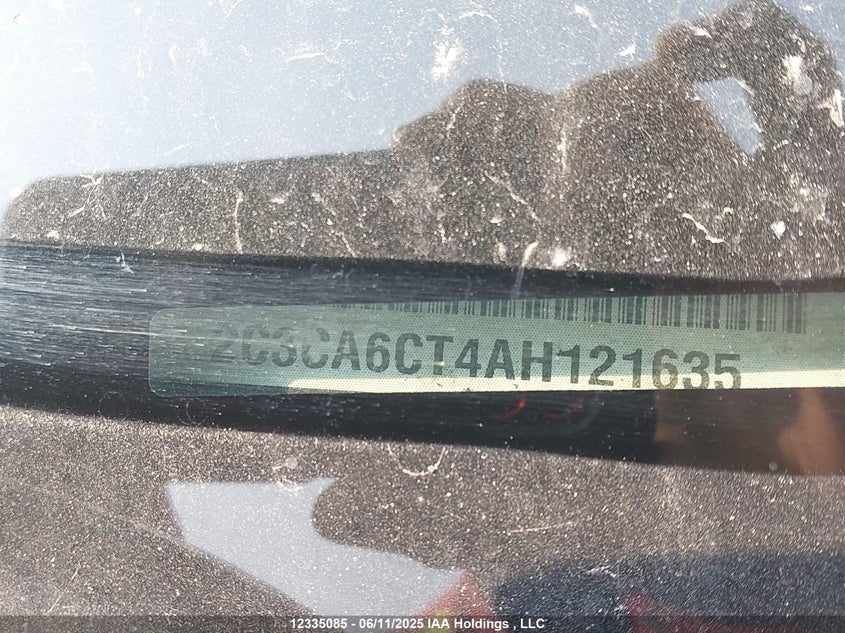 2C3CA6CT4AH121635
12335085 - 06/11/2025 IAA Holdings , LLC